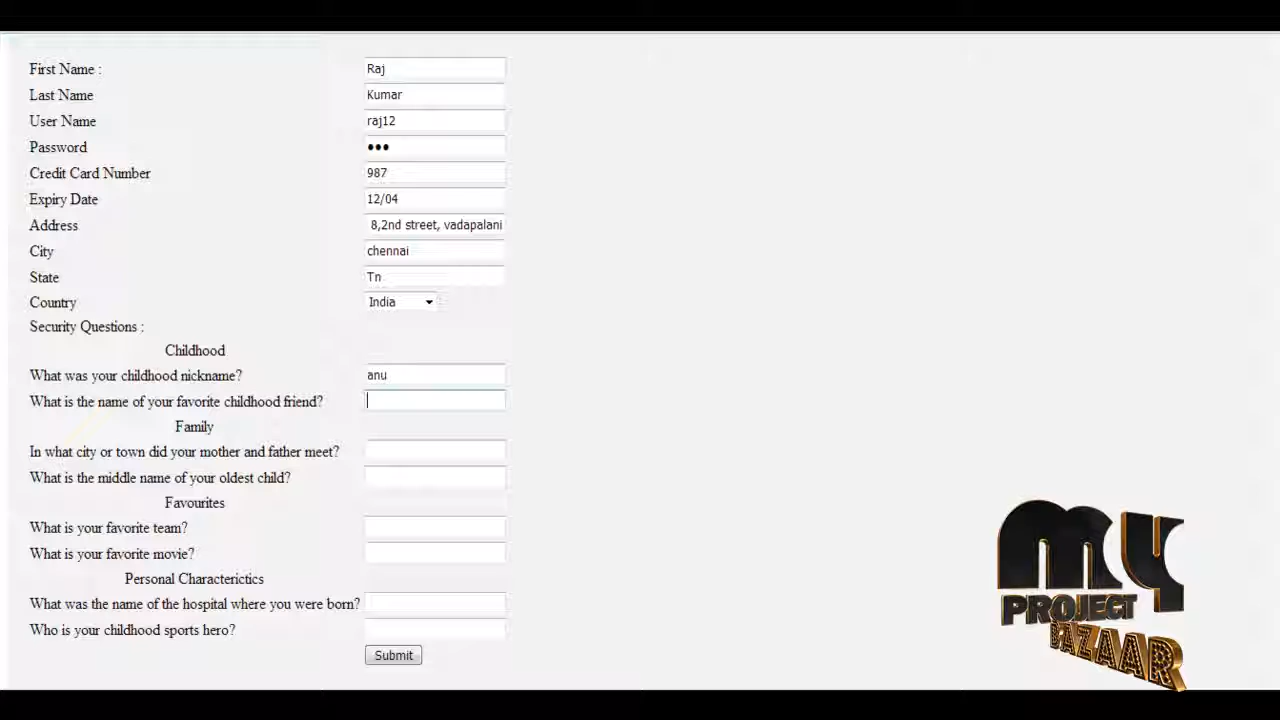 First Name : Raj
Last Name Kumar
User Name raj12
Password •••
Credit Card Number 987
Expiry Date 12/04
Address 8,2nd street, vadapalani
City chennai
State Tn
Country India
Security Questions :
Childhood
What was your childhood nickname? anu
What is the name of your favorite childhood friend?
Family
In what city or town did your mother and father meet?
What is the middle name of your oldest child?
Favourites
What is your favorite team?
What is your favorite movie?
Personal Characterictics
What was the name of the hospital where you were born?
Who is your childhood sports hero?
Submit
my
PROJECT
BAZAAR